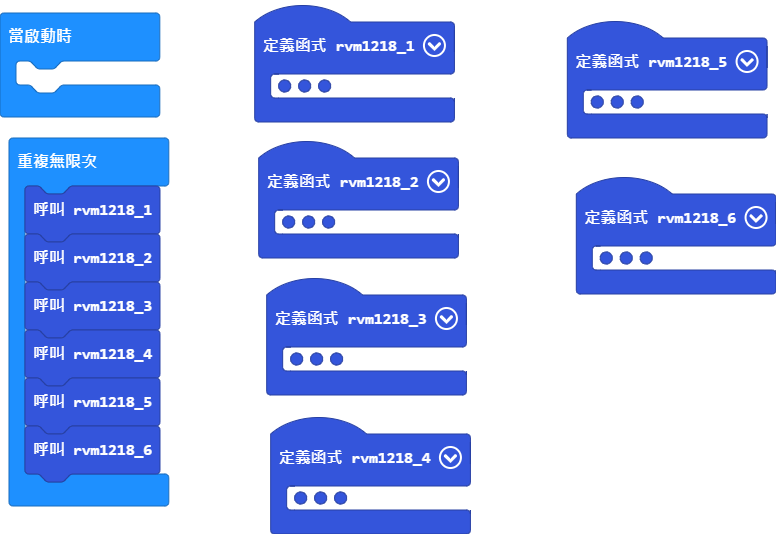 當啟動時
重複無限次
呼叫 rvm1218_1
呼叫 rvm1218_2
呼叫 rvm1218_3
呼叫 rvm1218_4
呼叫 rvm1218_5
呼叫 rvm1218_6
定義函式 rvm1218_1
定義函式 rvm1218_2
定義函式 rvm1218_3
定義函式 rvm1218_4
定義函式 rvm1218_5
定義函式 rvm1218_6